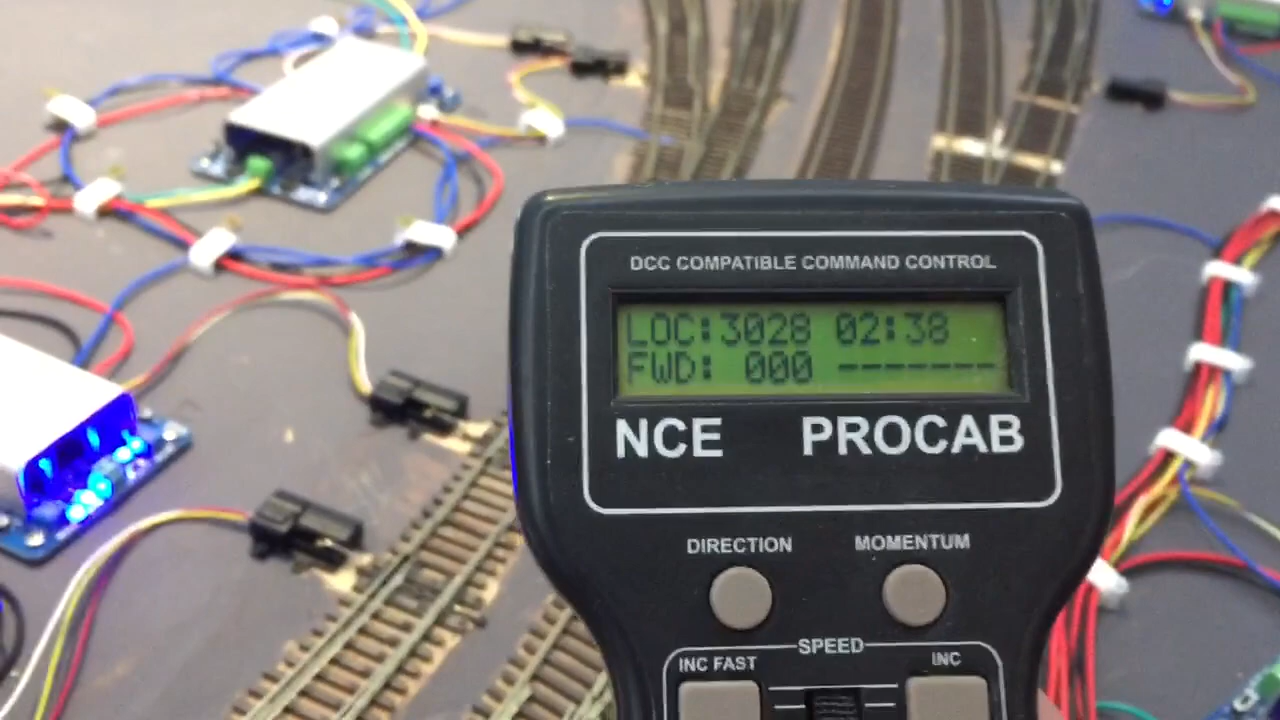 DCC COMPATIBLE COMMAND CONTROL
LOC:3028 02:38
FWD: 000 -------
NCE PROCAB
DIRECTION MOMENTUM
SPEED
INC FAST INC